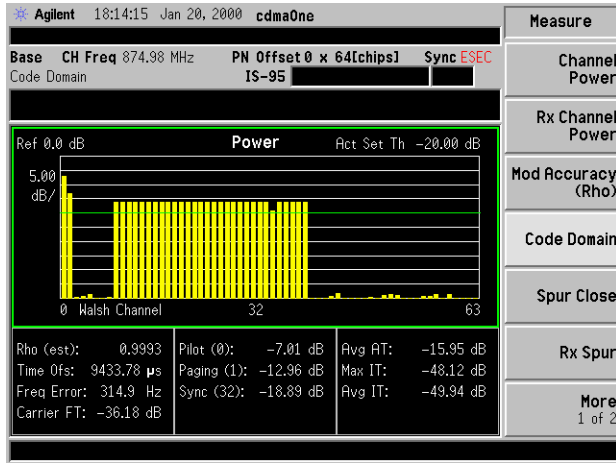 Agilent 18:14:15 Jan 20, 2000 cdmaOne
Measure
Base CH Freq 874.98 MHz PN Offset 0 x 64[chips] Sync ESEC
Code Domain IS-95
Channel Power
Rx Channel Power
Mod Accuracy (Rho)
Code Domain
Spur Close
Rx Spur
More
1 of 2
Ref 0.0 dB Power Act Set Th -20.00 dB
5.00
dB/
0 Walsh Channel 32 63
Rho (est): 0.9993
Time Ofs: 9433.78 µs
Freq Error: 314.9 Hz
Carrier FT: -36.18 dB
Pilot (0): -7.01 dB
Paging (1): -12.96 dB
Sync (32): -18.89 dB
Avg AT: -15.95 dB
Max IT: -48.12 dB
Avg IT: -49.94 dB